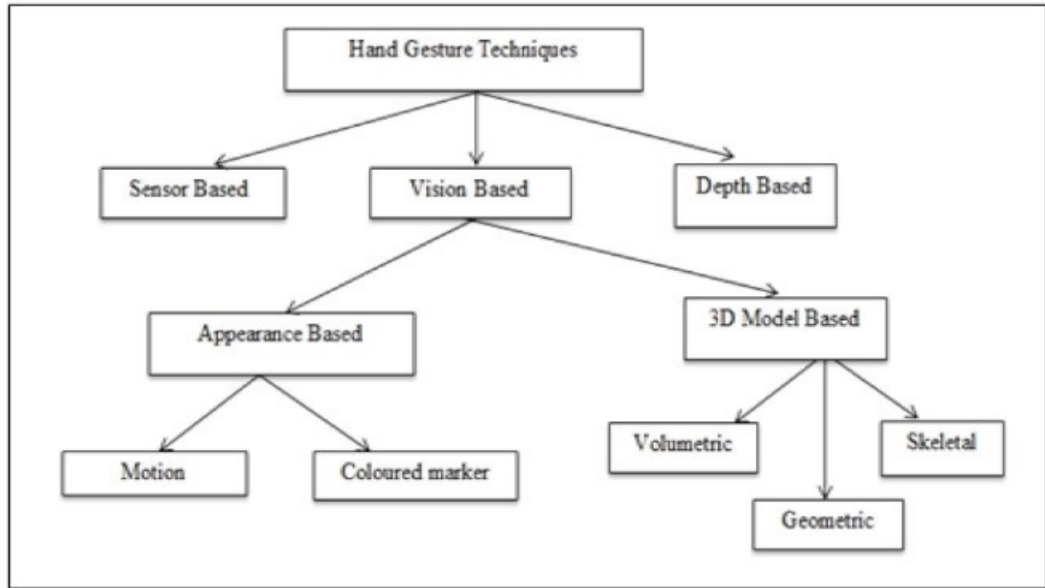 Hand Gesture Techniques
Sensor Based
Vision Based
Depth Based
Appearance Based
3D Model Based
Motion
Coloured marker
Volumetric
Skeletal
Geometric